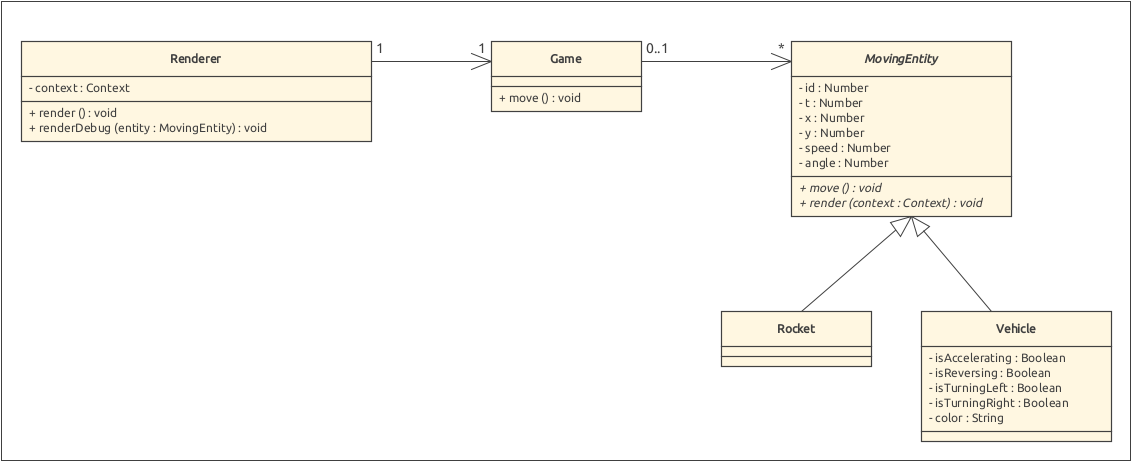 Renderer
- context : Context
+ render () : void
+ renderDebug (entity : MovingEntity) : void
1
1
Game
+ move () : void
0..1
*
MovingEntity
- id : Number
- t : Number
- x : Number
- y : Number
- speed : Number
- angle : Number
+ move () : void
+ render (context : Context) : void
Rocket
Vehicle
- isAccelerating : Boolean
- isReversing : Boolean
- isTurningLeft : Boolean
- isTurningRight : Boolean
- color : String